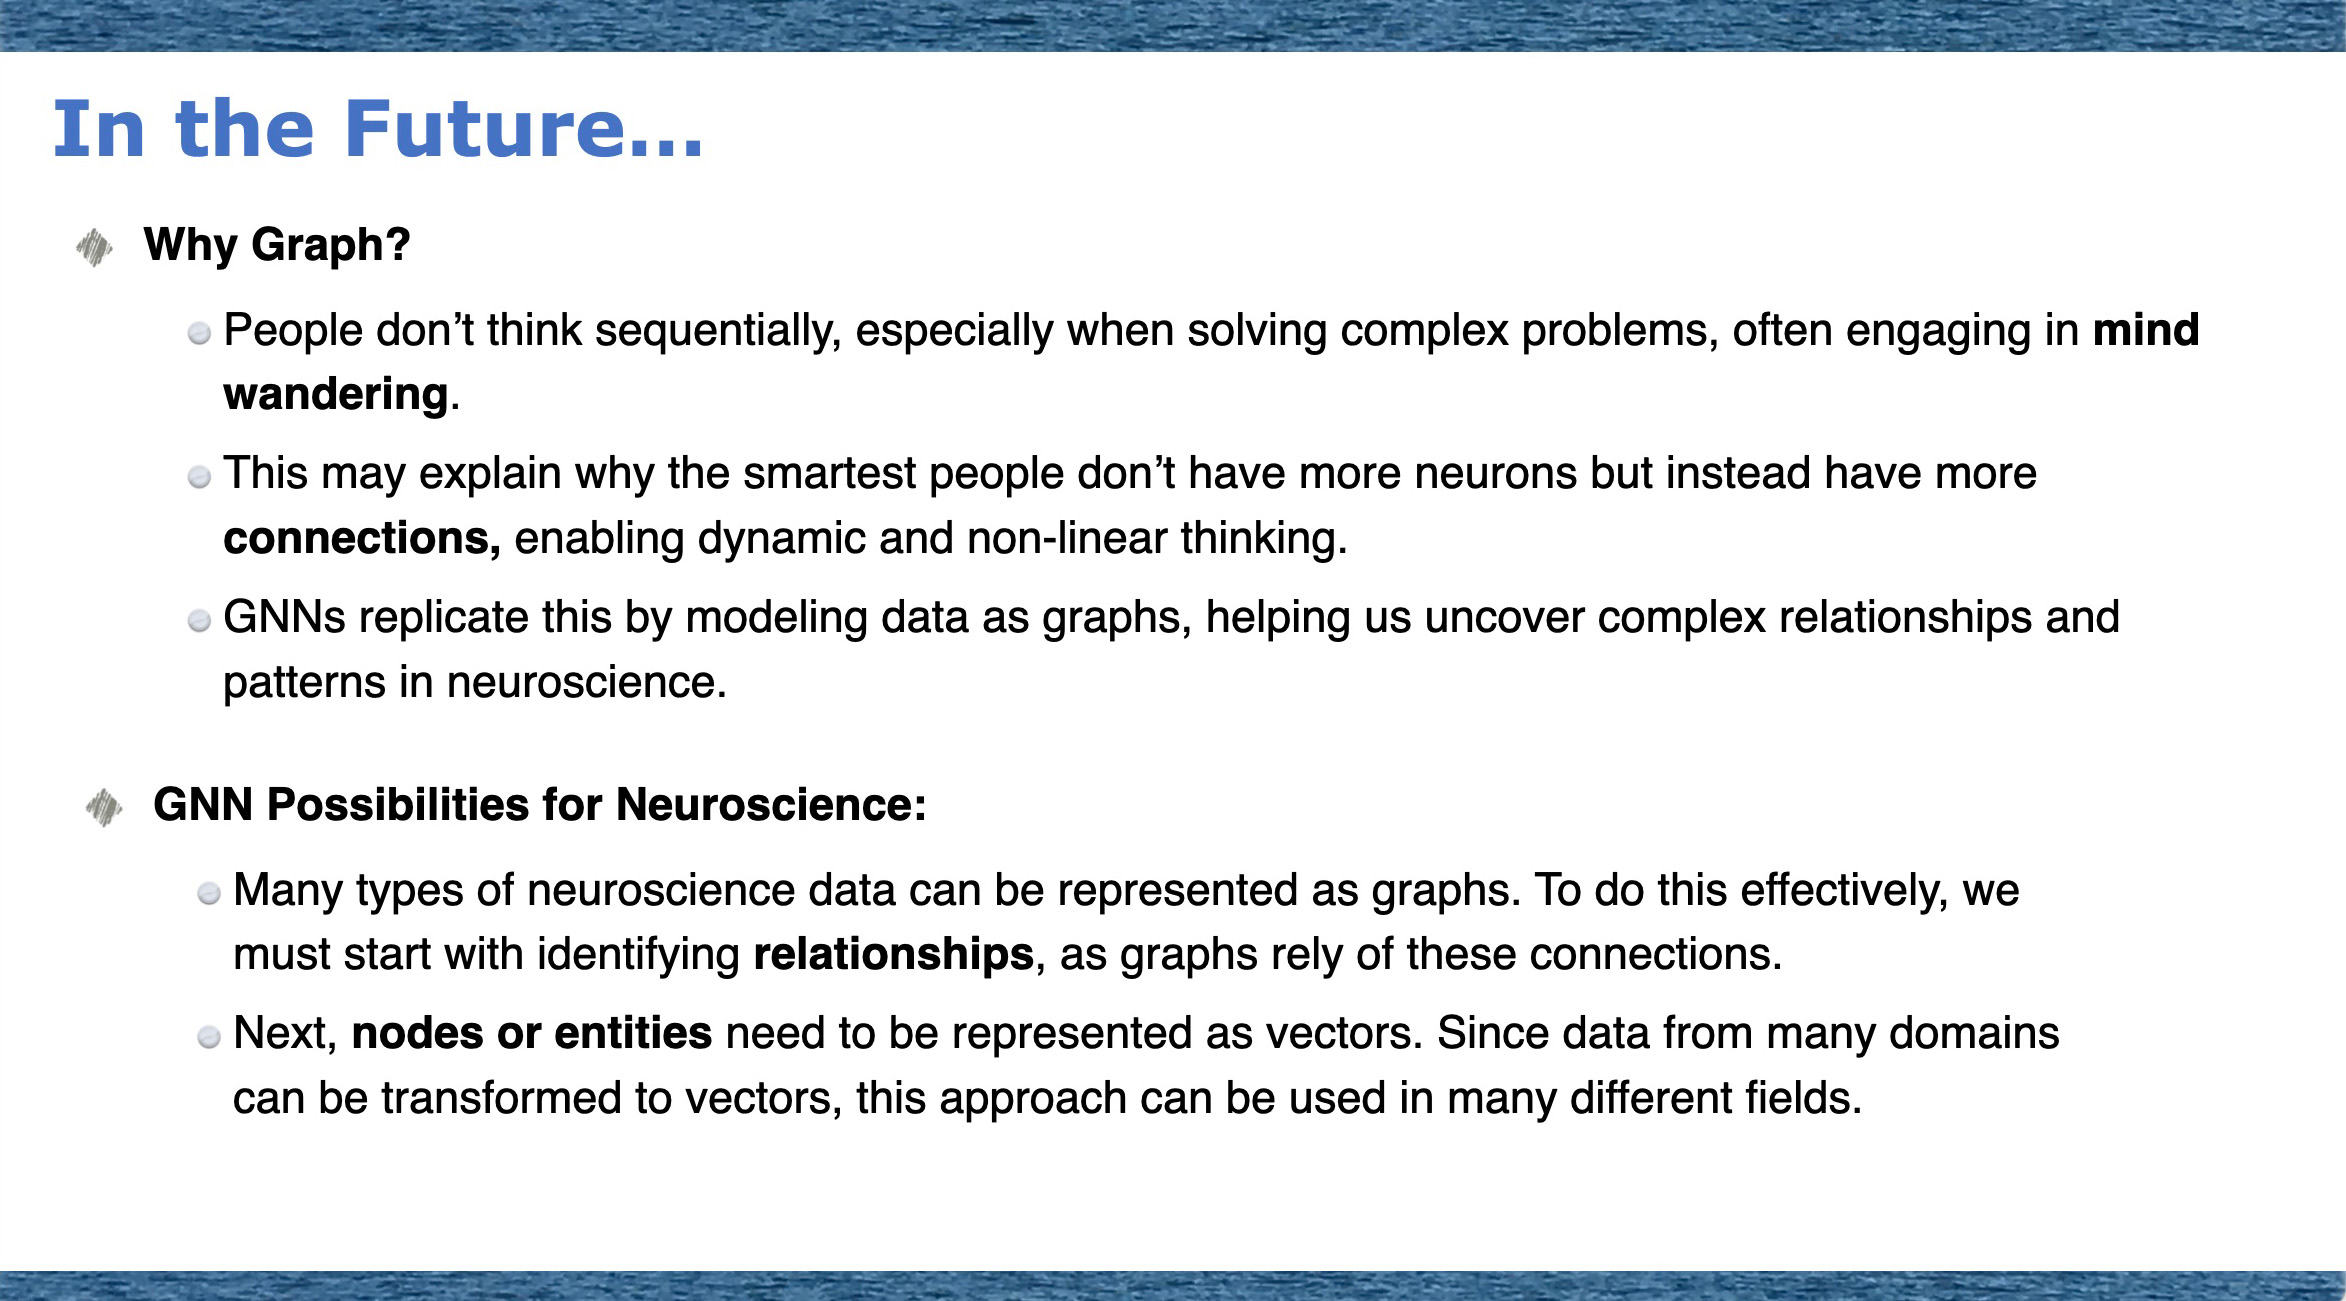 In the Future...
Why Graph?
People don’t think sequentially, especially when solving complex problems, often engaging in mind
wandering.
This may explain why the smartest people don’t have more neurons but instead have more
connections, enabling dynamic and non-linear thinking.
GNNs replicate this by modeling data as graphs, helping us uncover complex relationships and
patterns in neuroscience.
GNN Possibilities for Neuroscience:
Many types of neuroscience data can be represented as graphs. To do this effectively, we
must start with identifying relationships, as graphs rely of these connections.
Next, nodes or entities need to be represented as vectors. Since data from many domains
can be transformed to vectors, this approach can be used in many different fields.